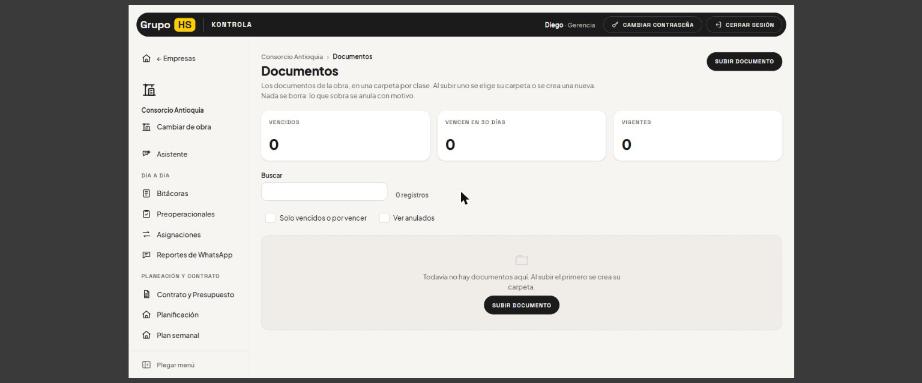 Grupo HS KONTROLA
Diego · Gerencia
CAMBIAR CONTRASEÑA
CERRAR SESIÓN
← Empresas
Consorcio Antioquia
Cambiar de obra
Asistente
DÍA A DÍA
Bitácoras
Preoperacionales
Asignaciones
Reportes de WhatsApp
PLANEACIÓN Y CONTRATO
Contrato y Presupuesto
Planificación
Plan semanal
Plegar menú
Consorcio Antioquia › Documentos
Documentos
Los documentos de la obra, en una carpeta por clase. Al subir uno se elige su carpeta o se crea una nueva.
Nada se borra: lo que sobra se anula con motivo.
SUBIR DOCUMENTO
VENCIDOS
0
VENCEN EN 30 DÍAS
0
VIGENTES
0
Buscar
0 registros
Solo vencidos o por vencer
Ver anulados
Todavía no hay documentos aquí. Al subir el primero se crea su
carpeta.
SUBIR DOCUMENTO